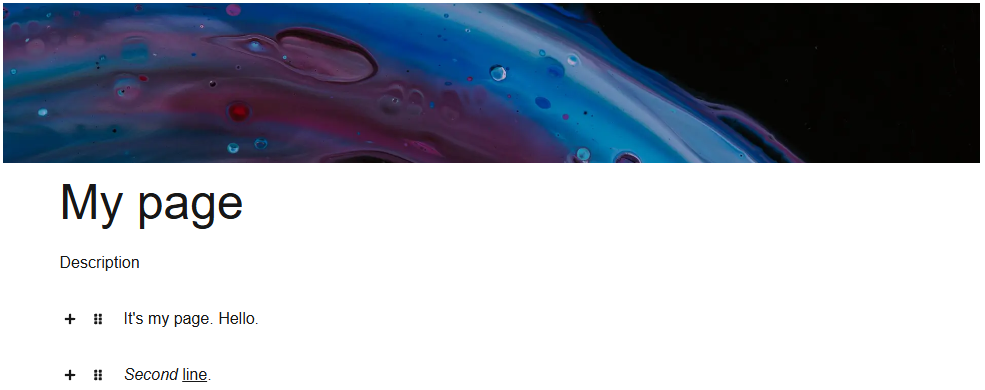 My page
Description
It's my page. Hello.
Second line.